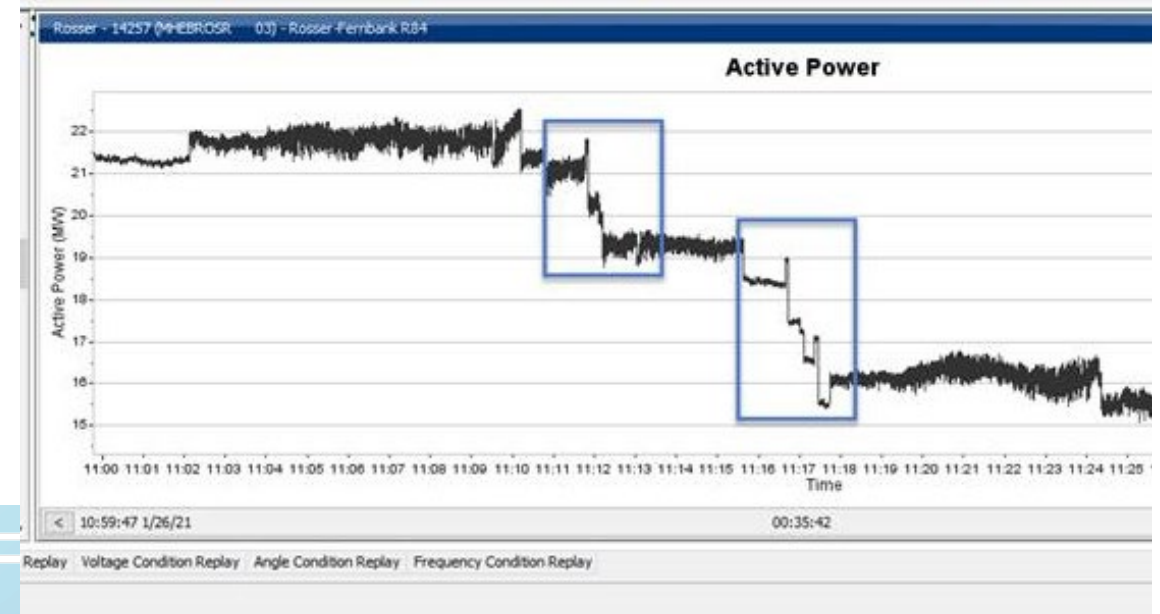 Rosser - 14257 (MHEBROSR 03) - Rosser-Fernbank R84
Active Power
22
21
20
19
18
17
16
15
Active Power (MW)
11:00 11:01 11:02 11:03 11:04 11:05 11:06 11:07 11:08 11:09 11:10 11:11 11:12 11:13 11:14 11:15 11:16 11:17 11:18 11:19 11:20 11:21 11:22 11:23 11:24 11:25
Time
< 10:59:47 1/26/21 00:35:42
Replay Voltage Condition Replay Angle Condition Replay Frequency Condition Replay